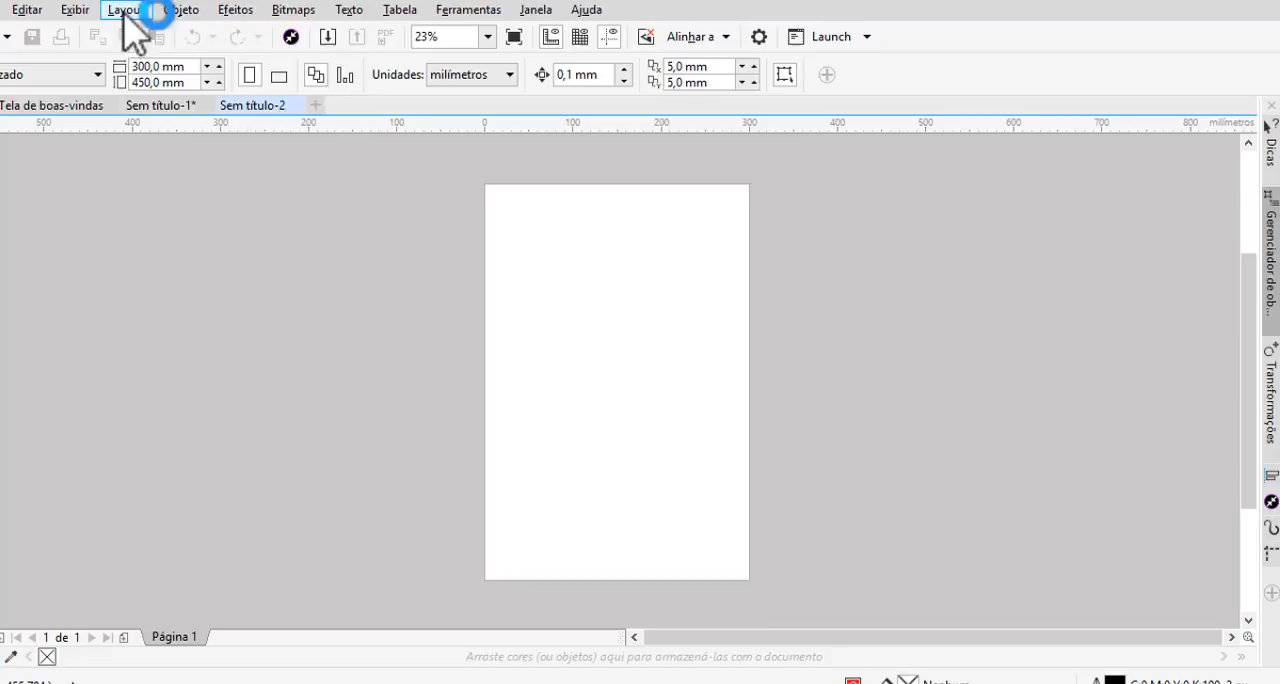 Editar Exibir Layou Objeto Efeitos Bitmaps Texto Tabela Ferramentas Janela Ajuda
PDF 23% Alinhar a Launch
zado 300,0 mm 450,0 mm Unidades: milímetros 0,1 mm 5,0 mm 5,0 mm
Tela de boas-vindas Sem título-1* Sem título-2
500 400 300 200 100 0 100 200 300 400 500 600 700 800 milímetros
Dicas
Gerenciador de ob...
Transformações
1 de 1 Página 1
Arraste cores (ou objetos) aqui para armazená-las com o documento